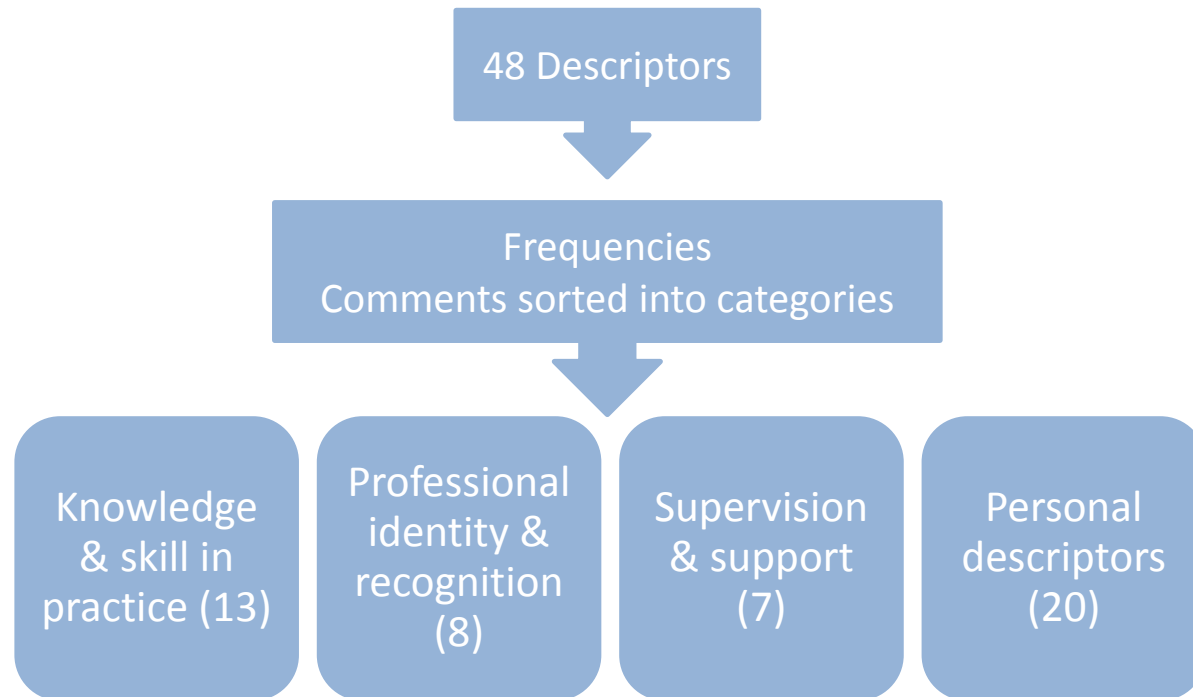 48 Descriptors
Frequencies
Comments sorted into categories
Knowledge
& skill in
practice (13)
Professional
identity &
recognition
(8)
Supervision
& support
(7)
Personal
descriptors
(20)